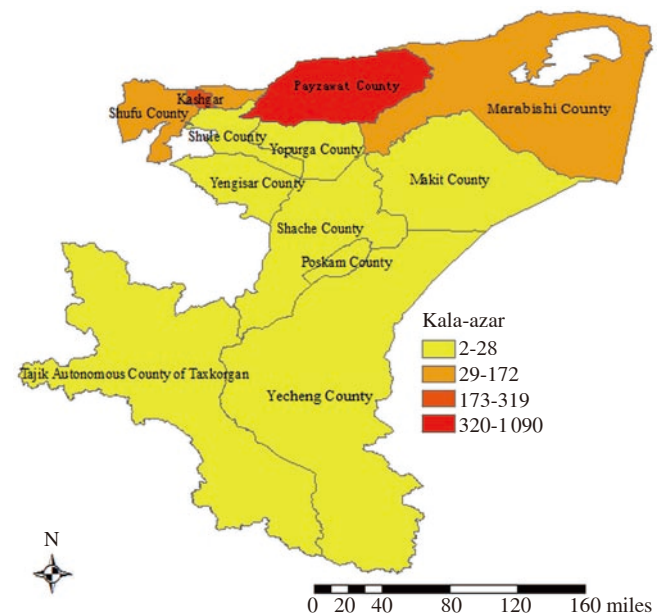 Payzawat County
Kashgar
Shufu County
Marabishi County
Shule County
Yopurga County
Yengisar County
Makit County
Shache County
Poskam County
Kala-azar
2-28
29-172
173-319
320-1 090
Tajik Autonomous County of Taxkorgan
Yecheng County
N
0 20 40 80 120 160 miles